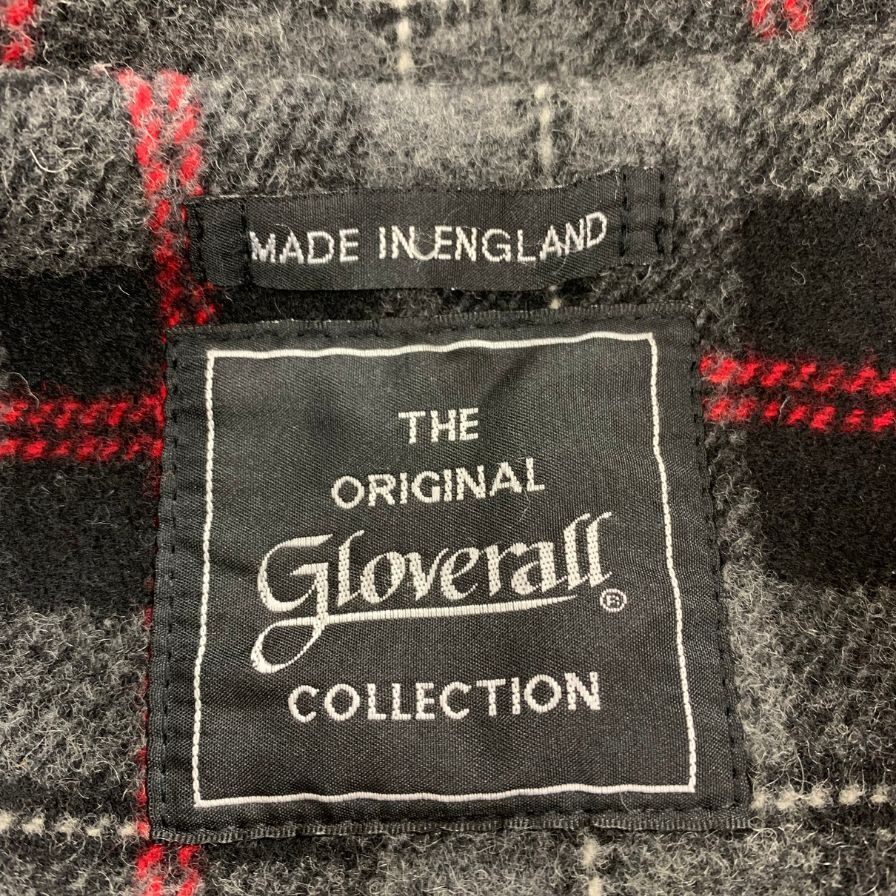 MADE IN ENGLAND
THE
ORIGINAL
Gloverall®
COLLECTION